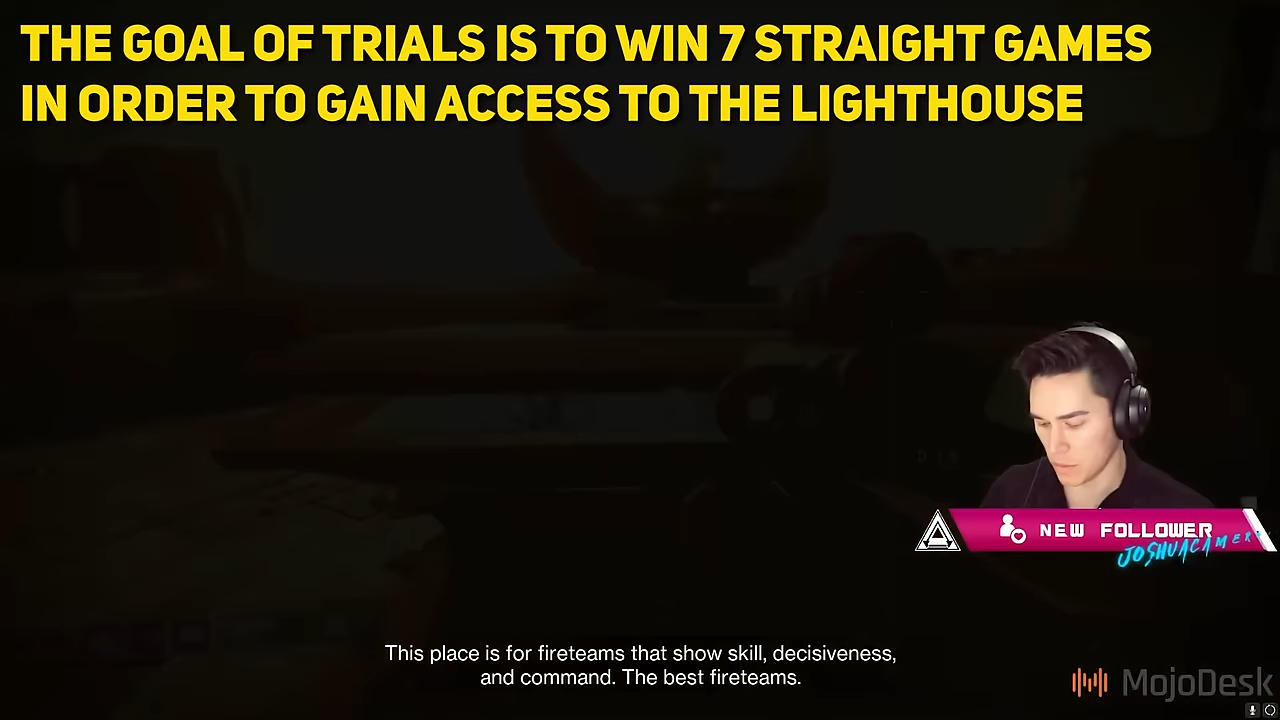 THE GOAL OF TRIALS IS TO WIN 7 STRAIGHT GAMES
IN ORDER TO GAIN ACCESS TO THE LIGHTHOUSE
NEW FOLLOWER
This place is for fireteams that show skill, decisiveness,
and command. The best fireteams.
MojoDesk